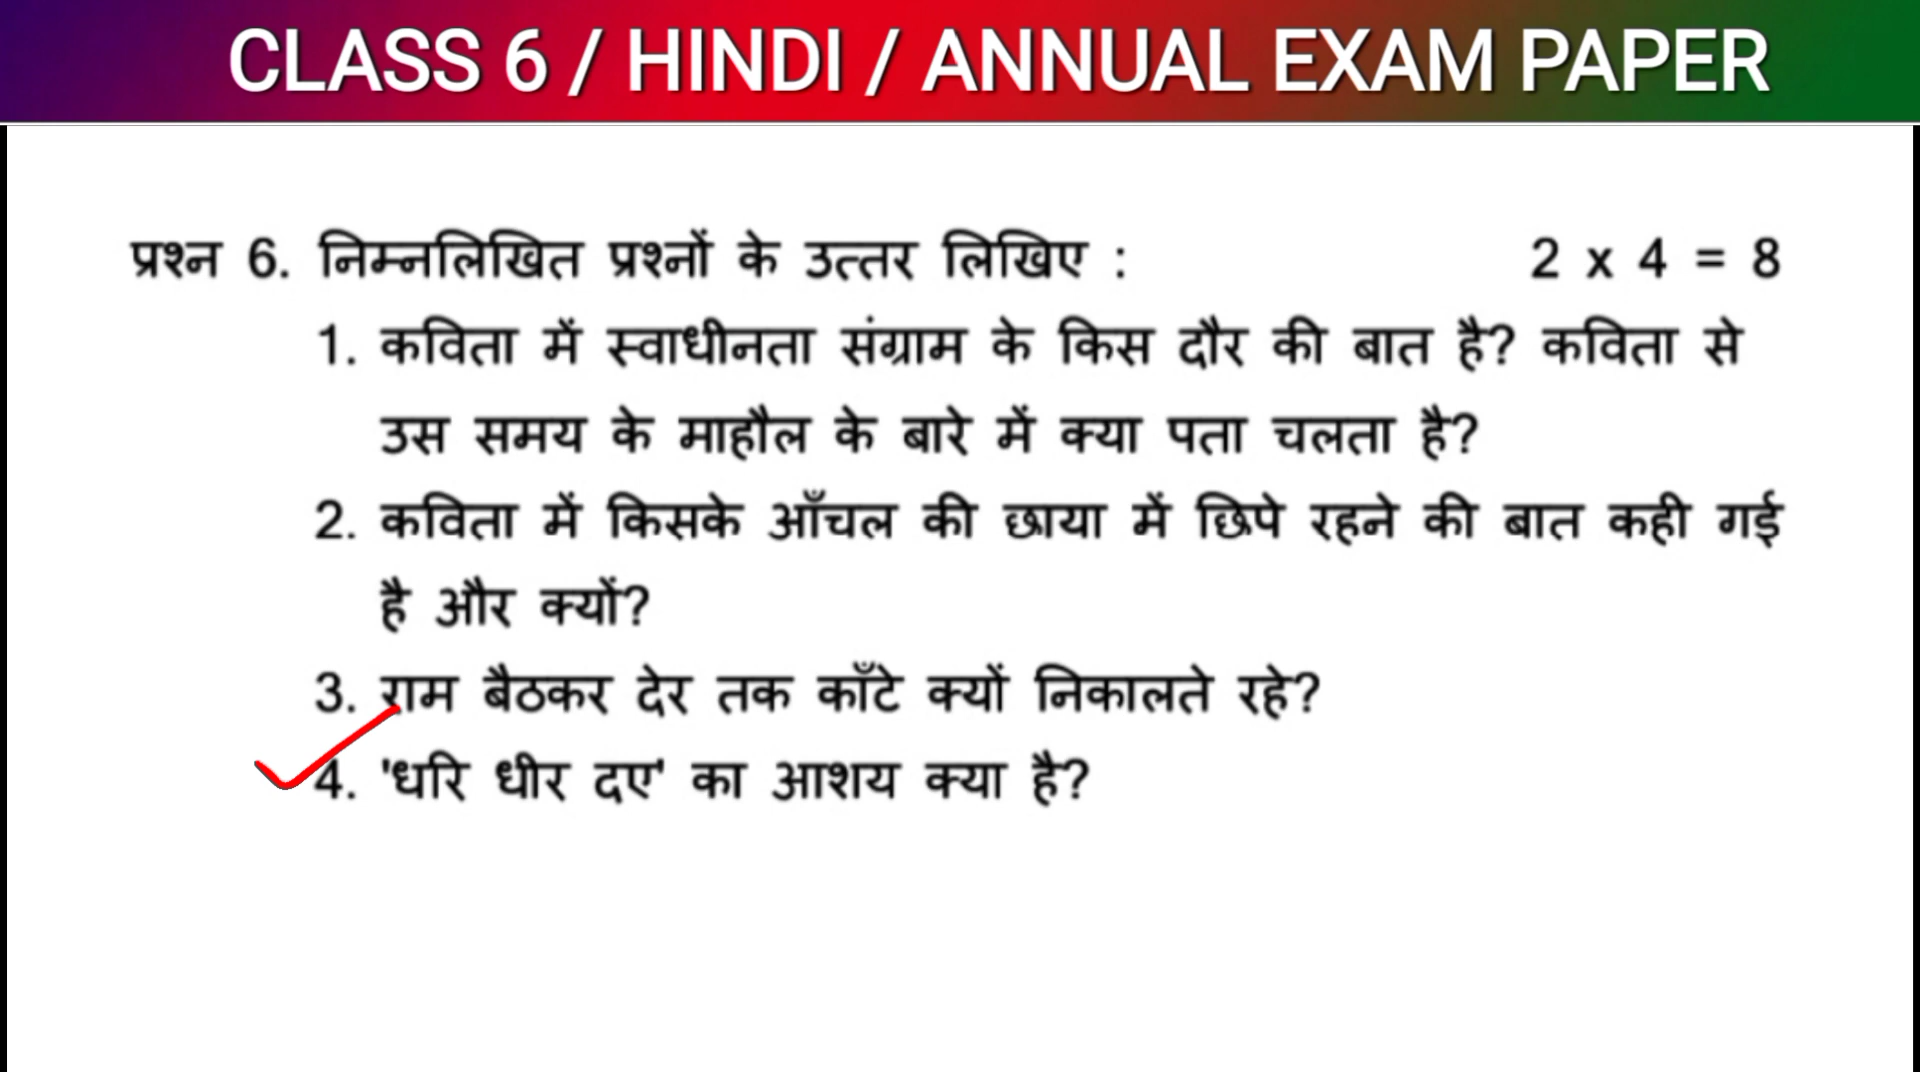 CLASS 6 / HINDI / ANNUAL EXAM PAPER
प्रश्न 6. निम्नलिखित प्रश्नों के उत्तर लिखिए : 2 x 4 = 8
1. कविता में स्वाधीनता संग्राम के किस दौर की बात है? कविता से
उस समय के माहौल के बारे में क्या पता चलता है?
2. कविता में किसके आँचल की छाया में छिपे रहने की बात कही गई
है और क्यों?
3. राम बैठकर देर तक काँटे क्यों निकालते रहे?
4. 'धरि धीर दए' का आशय क्या है?